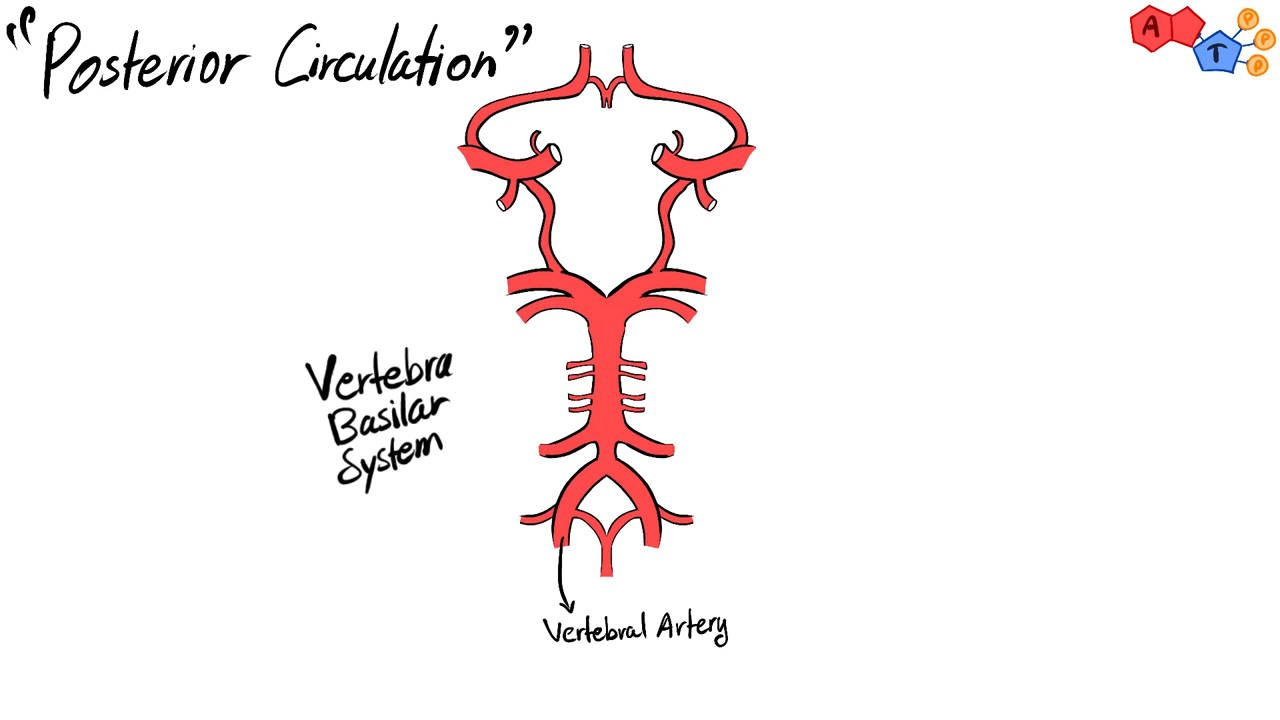 "Posterior Circulation"
A T P P P
Vertebra
Basilar
System
Vertebral Artery